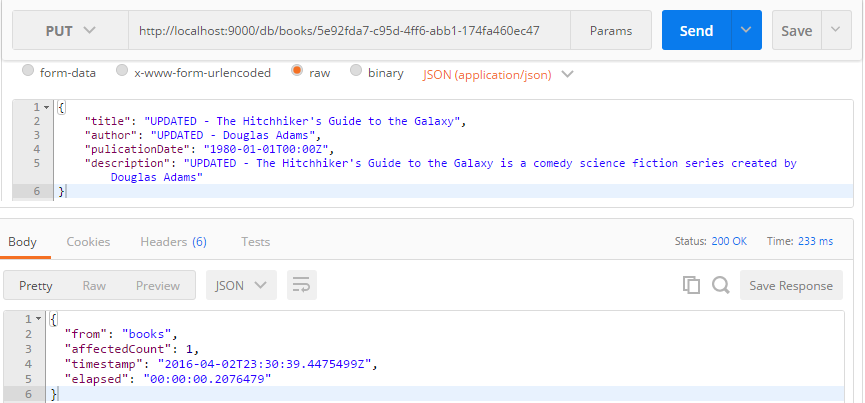 PUT http://localhost:9000/db/books/5e92fda7-c95d-4ff6-abb1-174fa460ec47 Params Send Save
form-data x-www-form-urlencoded raw binary JSON (application/json)
1 {
2 "title": "UPDATED - The Hitchhiker's Guide to the Galaxy",
3 "author": "UPDATED - Douglas Adams",
4 "pulicationDate": "1980-01-01T00:00Z",
5 "description": "UPDATED - The Hitchhiker's Guide to the Galaxy is a comedy science fiction series created by
Douglas Adams"
6 }
Body Cookies Headers (6) Tests Status: 200 OK Time: 233 ms
Pretty Raw Preview JSON Save Response
1 {
2 "from": "books",
3 "affectedCount": 1,
4 "timestamp": "2016-04-02T23:30:39.4475499Z",
5 "elapsed": "00:00:00.2076479"
6 }